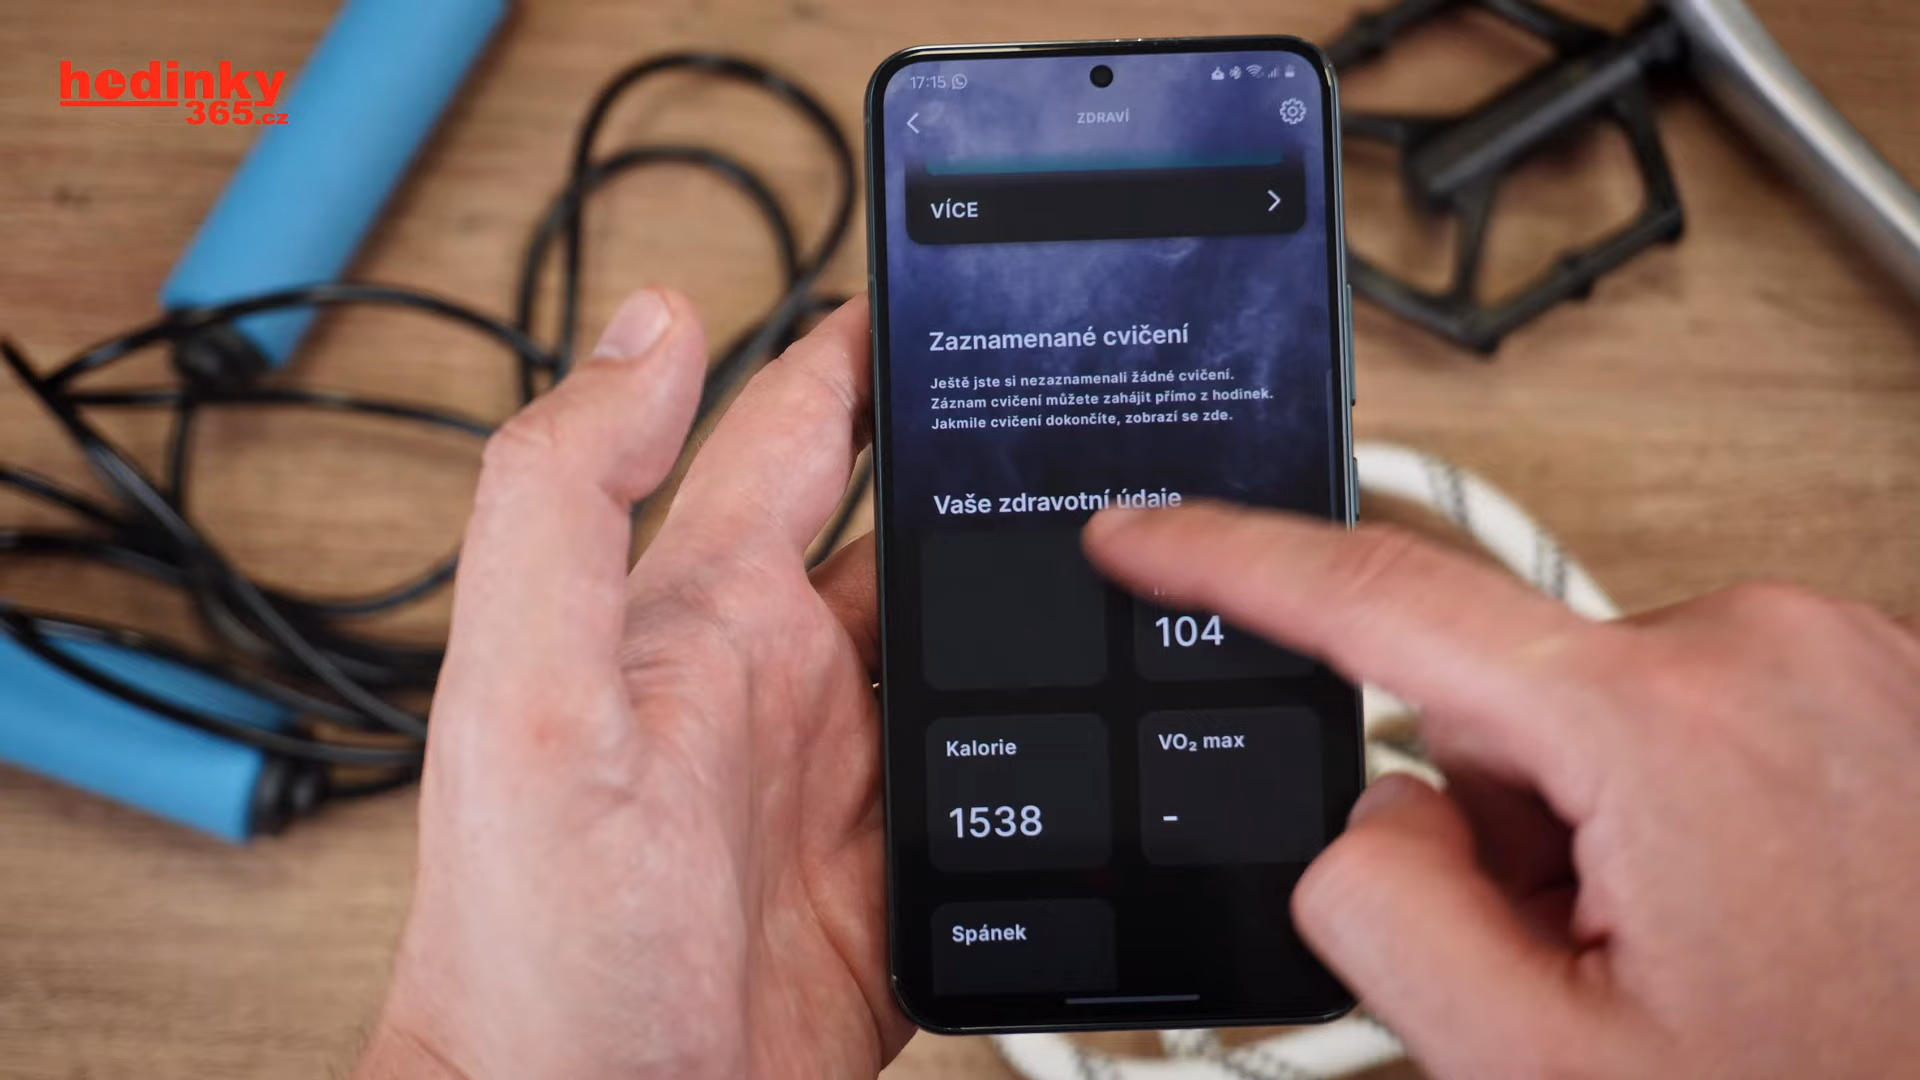 hodinky
365.cz
17:15
ZDRAVÍ
VÍCE
Zaznamenané cvičení
Ještě jste si nezaznamenali žádné cvičení.
Záznam cvičení můžete zahájit přímo z hodinek.
Jakmile cvičení dokončíte, zobrazí se zde.
Vaše zdravotní údaje
104
Kalorie
VO₂ max
1538
-
Spánek